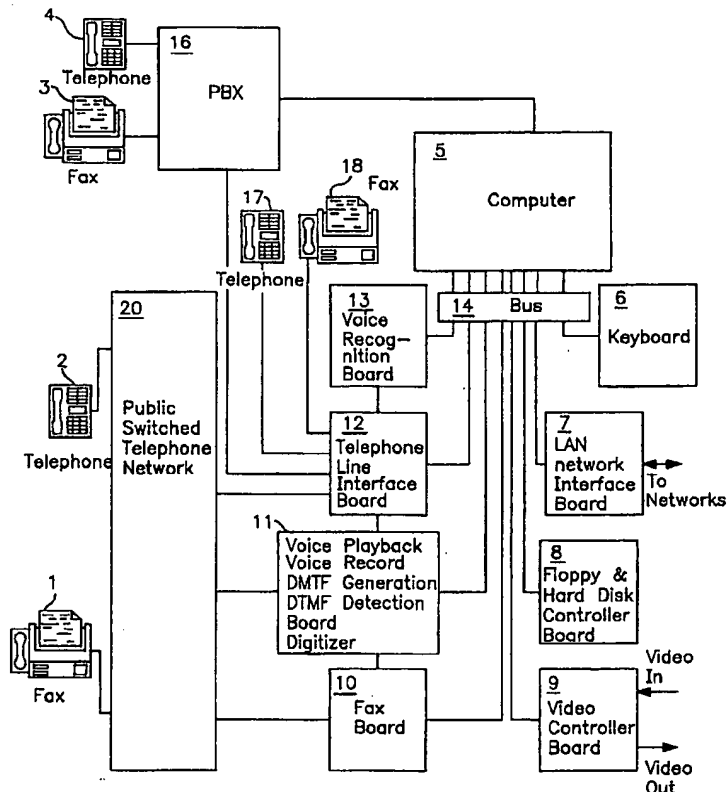 4
Telephone
3
Fax
16
PBX
5
Computer
17
Telephone
18
Fax
14 Bus
6
Keyboard
13
Voice
Recog-
nition
Board
20
Public
Switched
Telephone
Network
2
Telephone
12
Telephone
Line
Interface
Board
7
LAN
network
Interface
Board
To
Networks
11
Voice Playback
Voice Record
DMTF Generation
DTMF Detection
Board
Digitizer
8
Floppy &
Hard Disk
Controller
Board
1
Fax
10
Fax
Board
9
Video
Controller
Board
Video
In
Video
Out